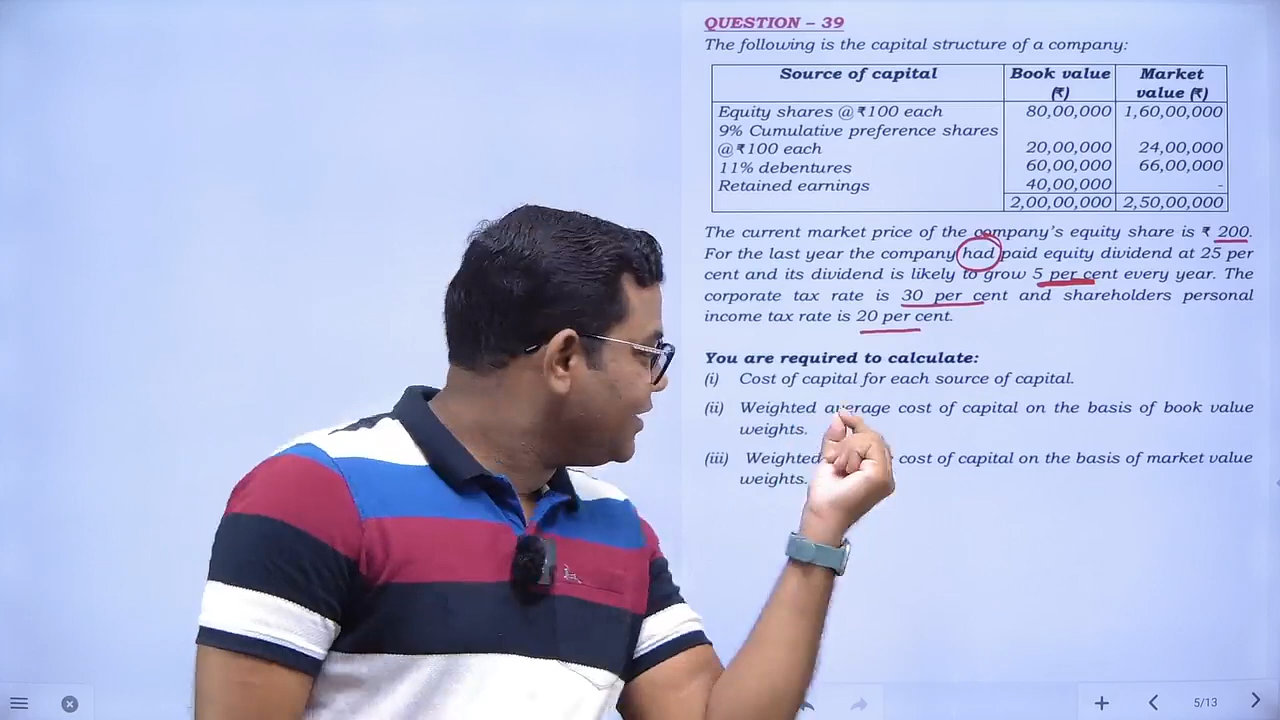 QUESTION – 39
The following is the capital structure of a company:
Source of capital Book value (₹) Market value (₹)
Equity shares @ ₹100 each 80,00,000 1,60,00,000
9% Cumulative preference shares
@ ₹100 each 20,00,000 24,00,000
11% debentures 60,00,000 66,00,000
Retained earnings 40,00,000 -
2,00,00,000 2,50,00,000
The current market price of the company's equity share is ₹ 200.
For the last year the company had paid equity dividend at 25 per
cent and its dividend is likely to grow 5 per cent every year. The
corporate tax rate is 30 per cent and shareholders personal
income tax rate is 20 per cent.
You are required to calculate:
(i) Cost of capital for each source of capital.
(ii) Weighted average cost of capital on the basis of book value
weights.
(iii) Weighted cost of capital on the basis of market value
weights.
5/13